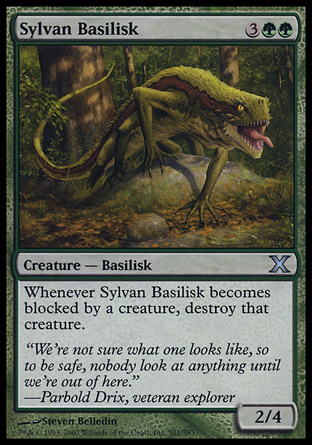 Sylvan Basilisk 3
Creature — Basilisk X
Whenever Sylvan Basilisk becomes
blocked by a creature, destroy that
creature.
“We’re not sure what one looks like, so
to be safe, nobody look at anything until
we’re out of here.”
—Parbold Drix, veteran explorer
Steven Belledin
2/4